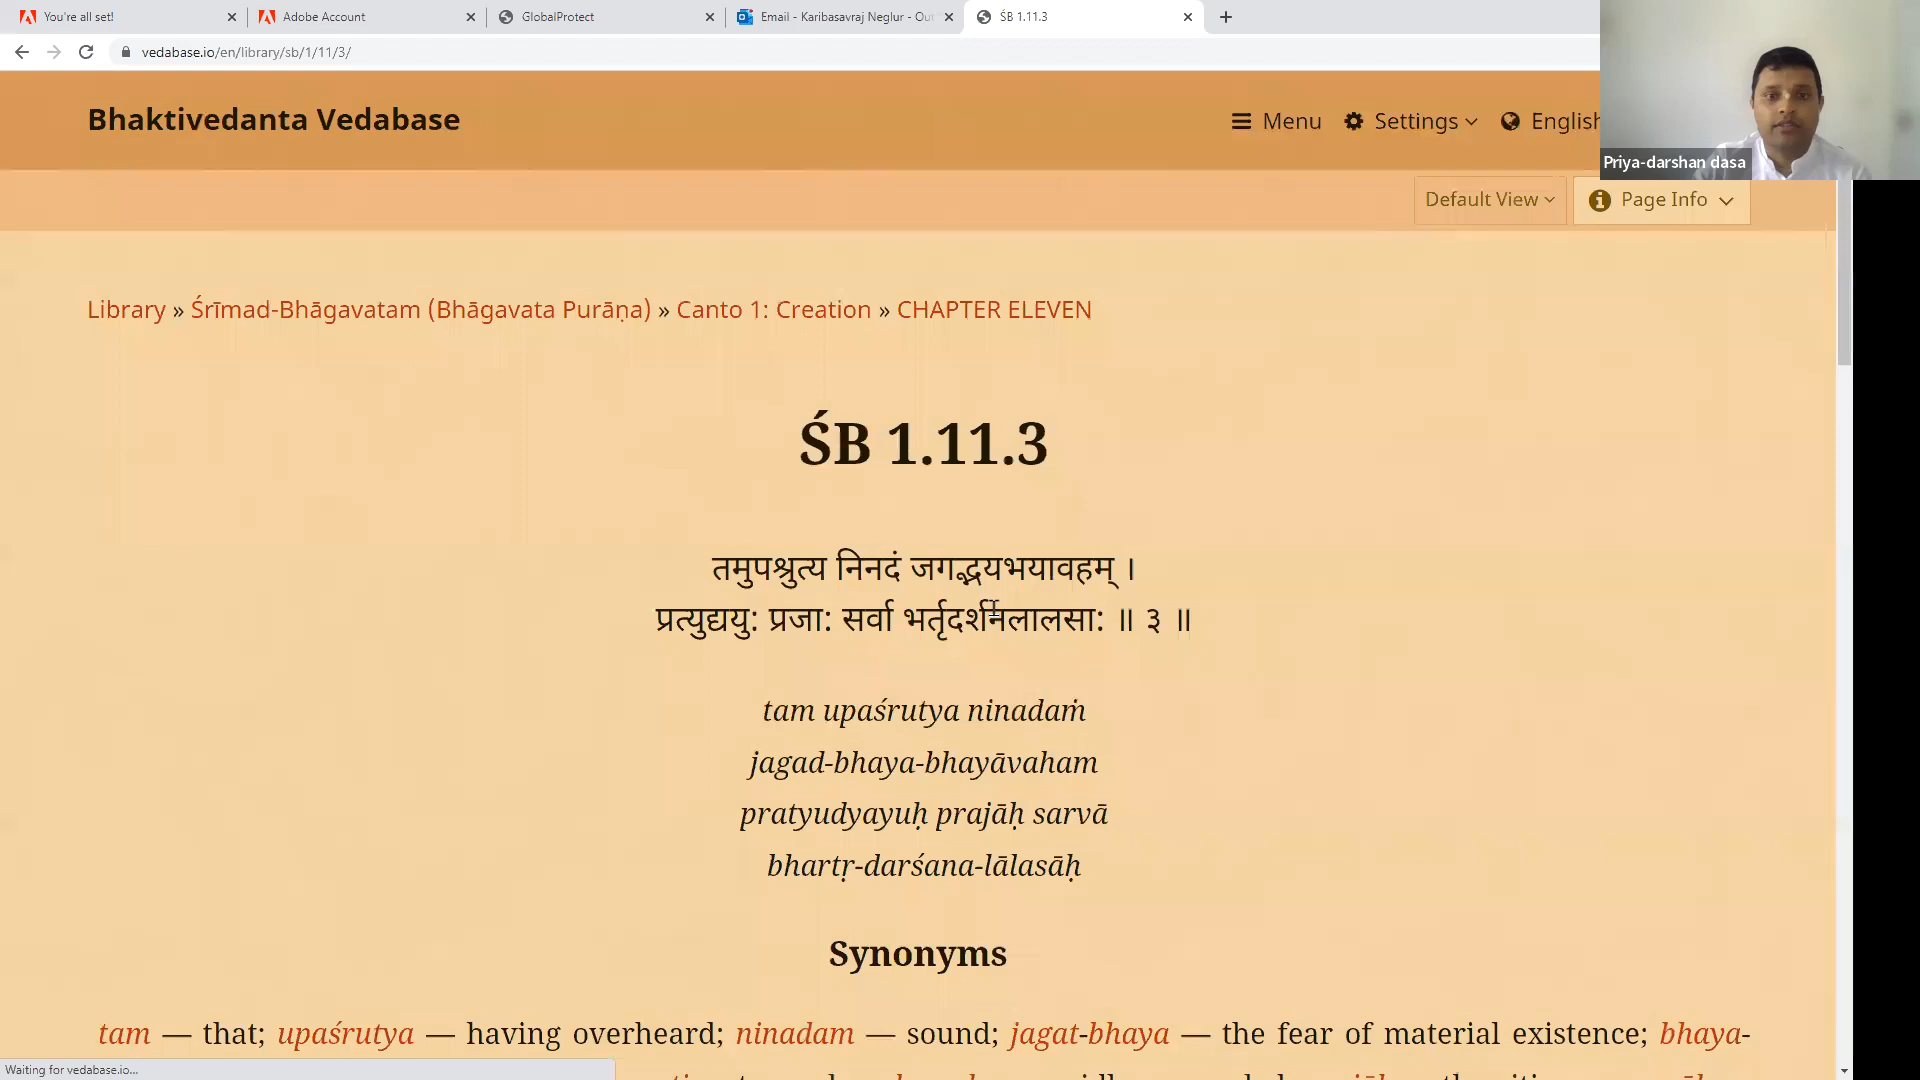 You're all set!
Adobe Account
GlobalProtect
Email - Karibasavraj Neglur - Out
ŚB 1.11.3
vedabase.io/en/library/sb/1/11/3/
Bhaktivedanta Vedabase
Menu
Settings
English
Priya-darshan dasa
Default View
Page Info
Library » Śrīmad-Bhāgavatam (Bhāgavata Purāṇa) » Canto 1: Creation » CHAPTER ELEVEN
ŚB 1.11.3
तमुपश्रुत्य निनदं जगद्भयभयावहम् ।
प्रत्युद्ययु: प्रजा: सर्वा भर्तृदर्शनलालसा: ॥ ३ ॥
tam upaśrutya ninadaṁ
jagad-bhaya-bhayāvaham
pratyudyayuḥ prajāḥ sarvā
bhartṛ-darśana-lālasāḥ
Synonyms
tam — that; upaśrutya — having overheard; ninadam — sound; jagat-bhaya — the fear of material existence; bhaya-
Waiting for vedabase.io...